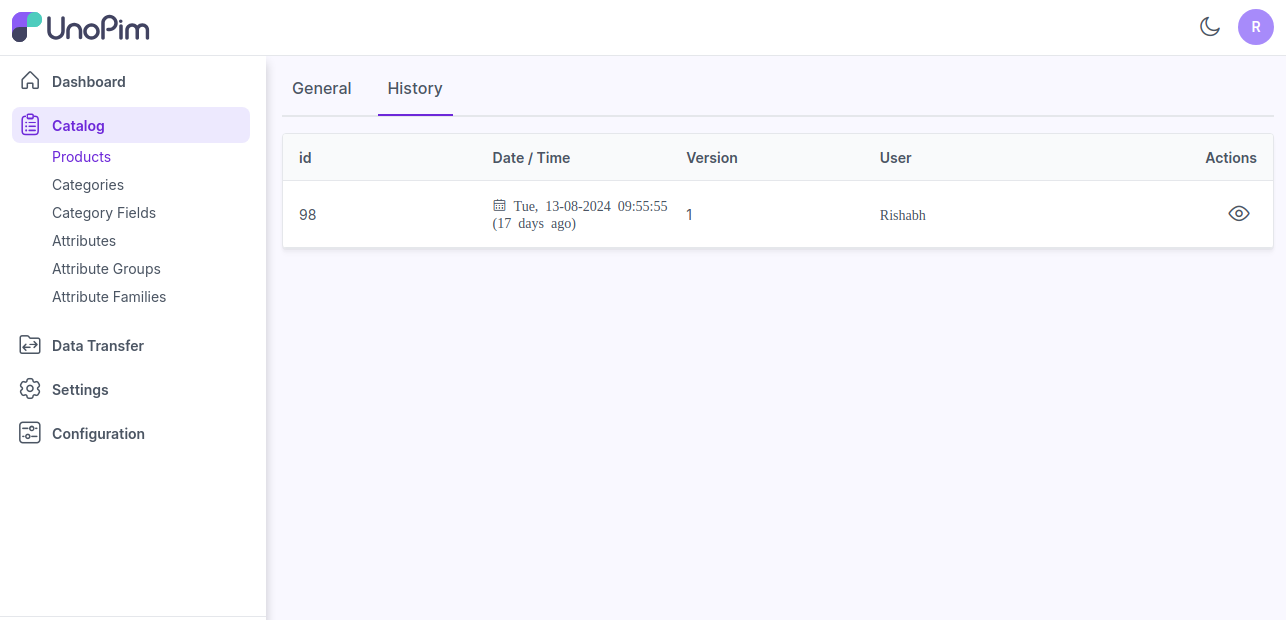 UnoPim
R
Dashboard
Catalog
Products
Categories
Category Fields
Attributes
Attribute Groups
Attribute Families
Data Transfer
Settings
Configuration
General History
id Date / Time Version User Actions
98 Tue, 13-08-2024 09:55:55 (17 days ago) 1 Rishabh